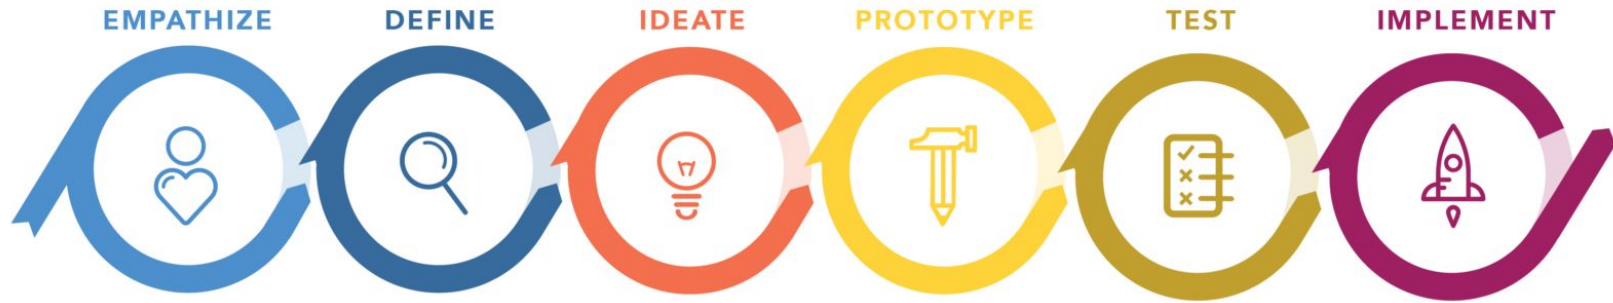 EMPATHIZE
DEFINE
IDEATE
PROTOTYPE
TEST
IMPLEMENT